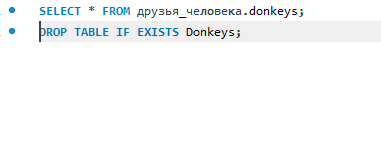 SELECT * FROM друзья_человека.donkeys;
DROP TABLE IF EXISTS Donkeys;